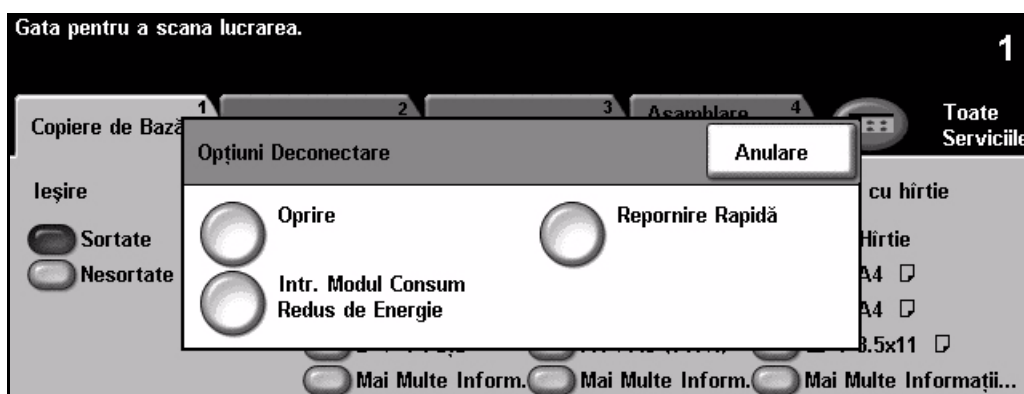 Gata pentru a scana lucrarea.
1
1
2
3
Asamblare 4
Copiere de Bază
Toate
Serviciile
Opțiuni Deconectare
Anulare
Ieşire
cu hîrtie
Oprire
Repornire Rapidă
Sortate
Hîrtie
Nesortate
A4
Intr. Modul Consum
Redus de Energie
A4
8.5x11
Mai Multe Inform.
Mai Multe Inform.
Mai Multe Informații...